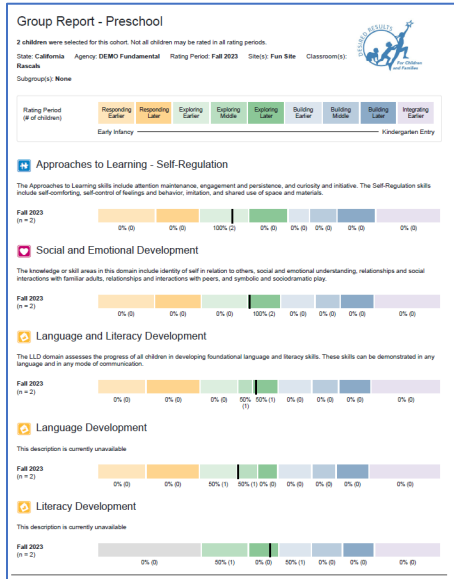 Group Report - Preschool
2 children were selected for this cohort. Not all children may be rated in all rating periods.
State: California Agency: DEMO Fundamental Rating Period: Fall 2023 Site(s): Fun Site Classroom(s):
Rascals
Subgroup(s): None
DESIRED RESULTS
For Children
and Families
Rating Period
(# of children)
Responding Earlier
Responding Later
Exploring Earlier
Exploring Middle
Exploring Later
Building Earlier
Building Middle
Building Later
Integrating Earlier
Early Infancy Kindergarten Entry
Approaches to Learning - Self-Regulation
The Approaches to Learning skills include attention maintenance, engagement and persistence, and curiosity and initiative. The Self-Regulation skills
include self-comforting, self-control of feelings and behavior, imitation, and shared use of space and materials.
Fall 2023
(n = 2)
0% (0) 0% (0) 100% (2) 0% (0) 0% (0) 0% (0) 0% (0) 0% (0)
Social and Emotional Development
The knowledge or skill areas in this domain include identity of self in relation to others, social and emotional understanding, relationships and social
interactions with familiar adults, relationships and interactions with peers, and symbolic and sociodramatic play.
Fall 2023
(n = 2)
0% (0) 0% (0) 0% (0) 100% (2) 0% (0) 0% (0) 0% (0) 0% (0)
Language and Literacy Development
The LLD domain assesses the progress of all children in developing foundational language and literacy skills. These skills can be demonstrated in any
language and in any mode of communication.
Fall 2023
(n = 2)
0% (0) 0% (0) 0% (0) 50% (1) 50% (1) 0% (0) 0% (0) 0% (0) 0% (0)
Language Development
This description is currently unavailable
Fall 2023
(n = 2)
0% (0) 0% (0) 50% (1) 50% (1) 0% (0) 0% (0) 0% (0) 0% (0) 0% (0)
Literacy Development
This description is currently unavailable
Fall 2023
(n = 2)
0% (0) 50% (1) 0% (0) 50% (1) 0% (0) 0% (0) 0% (0)